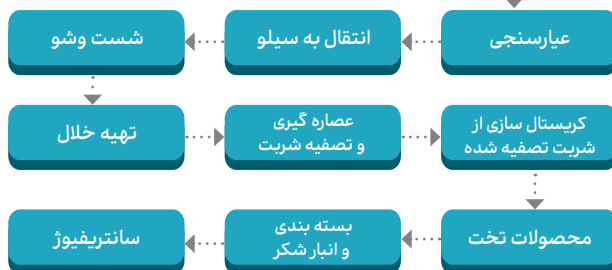 عیارسنجی
انتقال به سیلو
شست وشو
تهیه خلال
عصاره گیری
و تصفیه شربت
کریستال سازی از
شربت تصفیه شده
محصولات تخت
بسته بندی
و انبار شکر
سانتریفیوژ